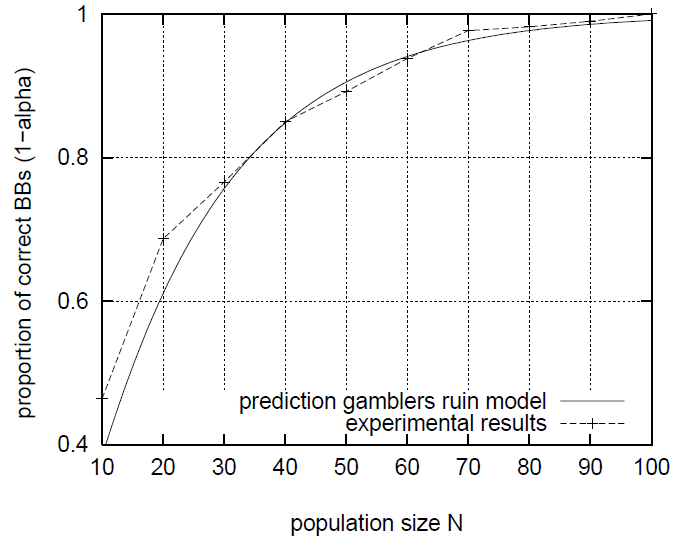 1
0.8
0.6
0.4
proportion of correct BBs (1-alpha)
prediction gamblers ruin model
experimental results
10 20 30 40 50 60 70 80 90 100
population size N